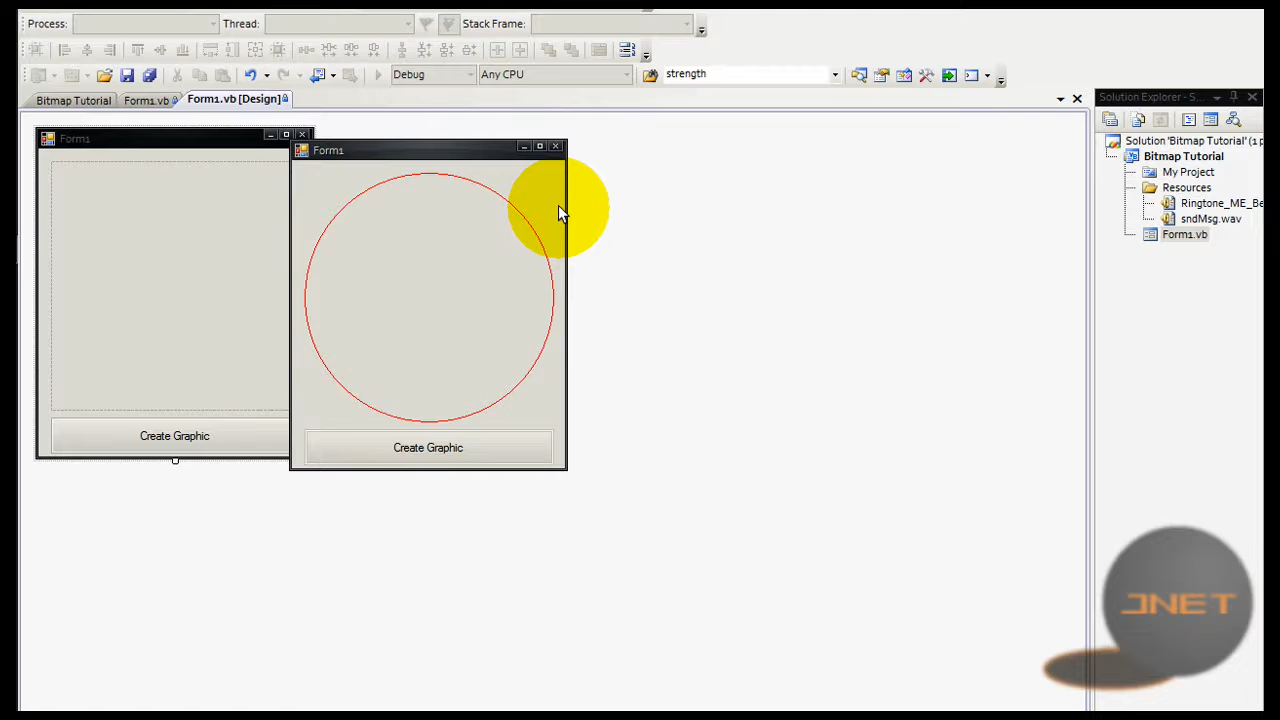 Process:
Thread:
Stack Frame:
Debug
Any CPU
strength
Bitmap Tutorial
Form1.vb
Form1.vb [Design]
Solution Explorer - S...
Form1
Form1
Solution 'Bitmap Tutorial' (1 p
Bitmap Tutorial
My Project
Resources
Ringtone_ME_Be
sndMsg.wav
Form1.vb
Create Graphic
Create Graphic
JNET